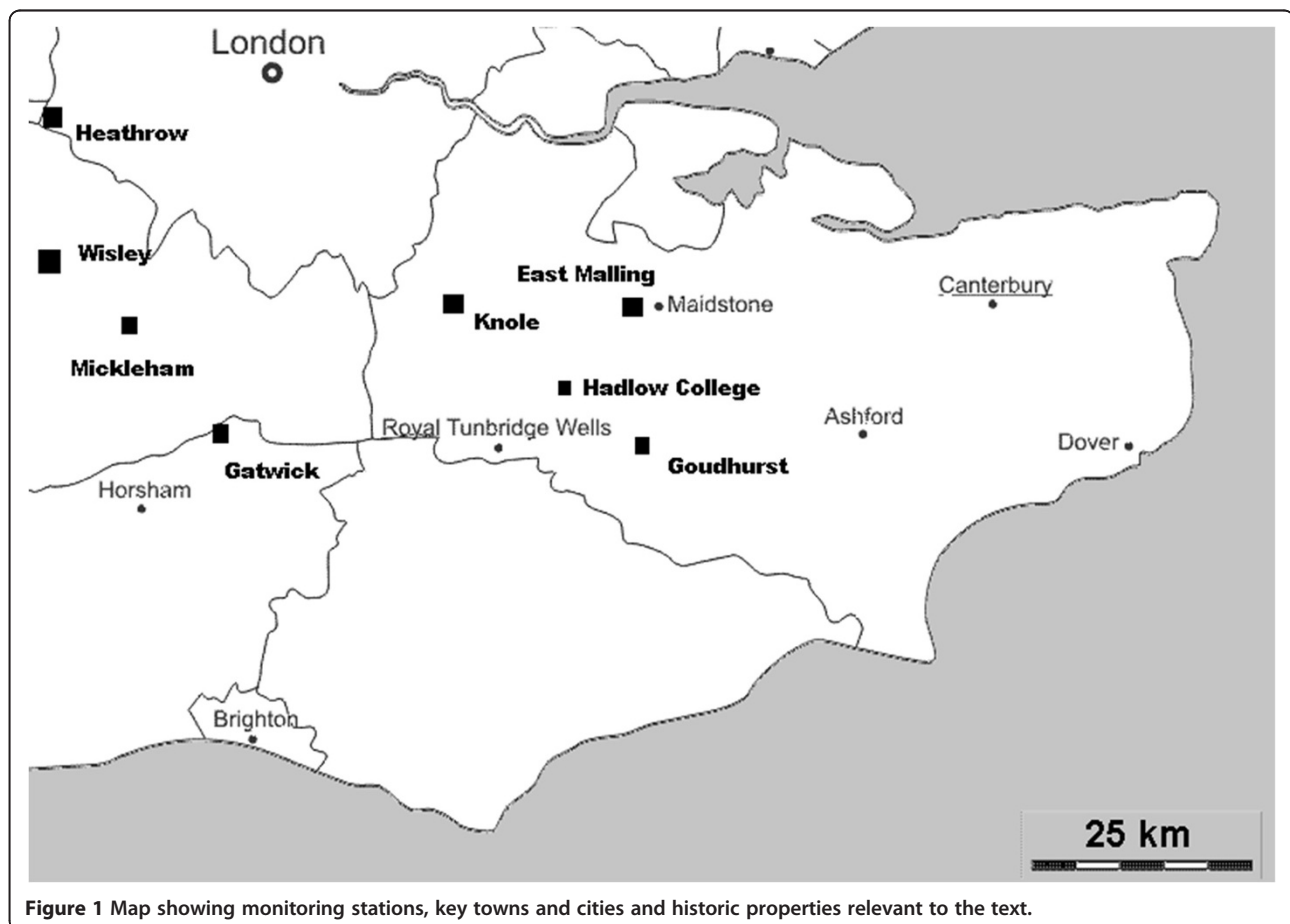 London
Heathrow
Wisley
East Malling
Canterbury
Knole
Maidstone
Mickleham
Hadlow College
Ashford
Royal Tunbridge Wells
Dover
Goudhurst
Gatwick
Horsham
Brighton
25 km
Figure 1 Map showing monitoring stations, key towns and cities and historic properties relevant to the text.